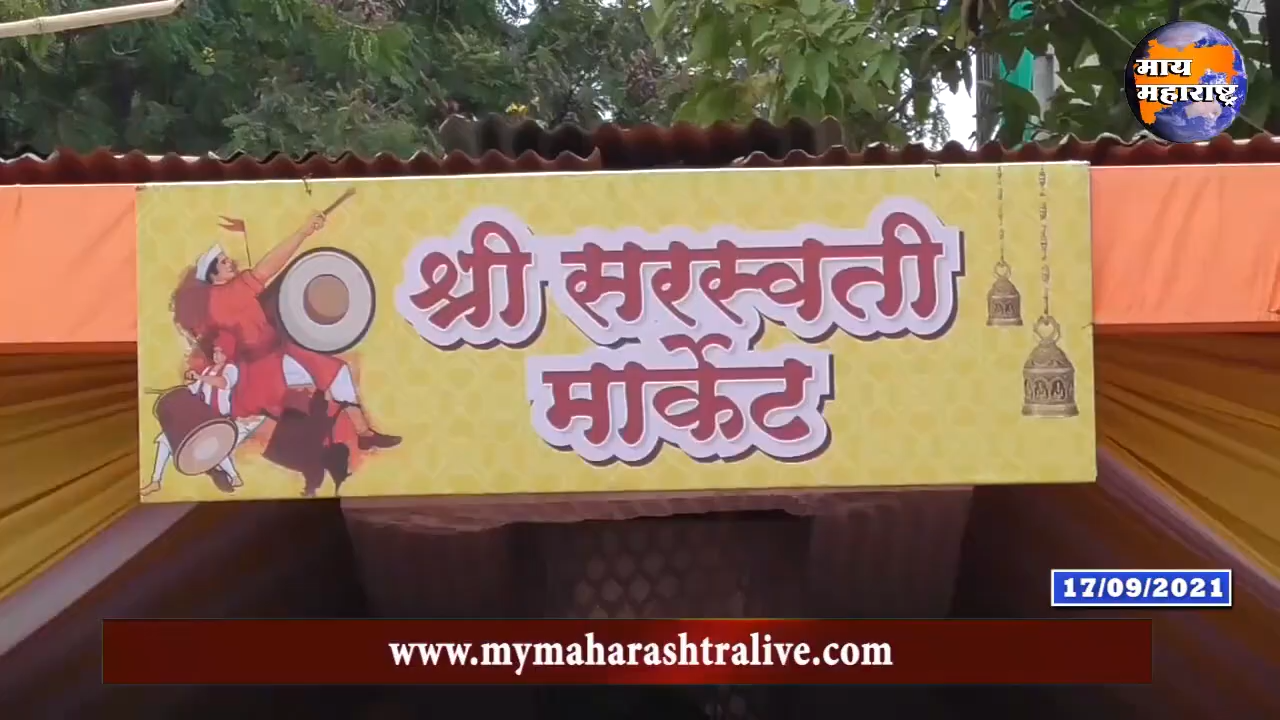 माय
महाराष्ट्र
श्री सरस्वती
मार्केट
17/09/2021
www.mymaharashtralive.com